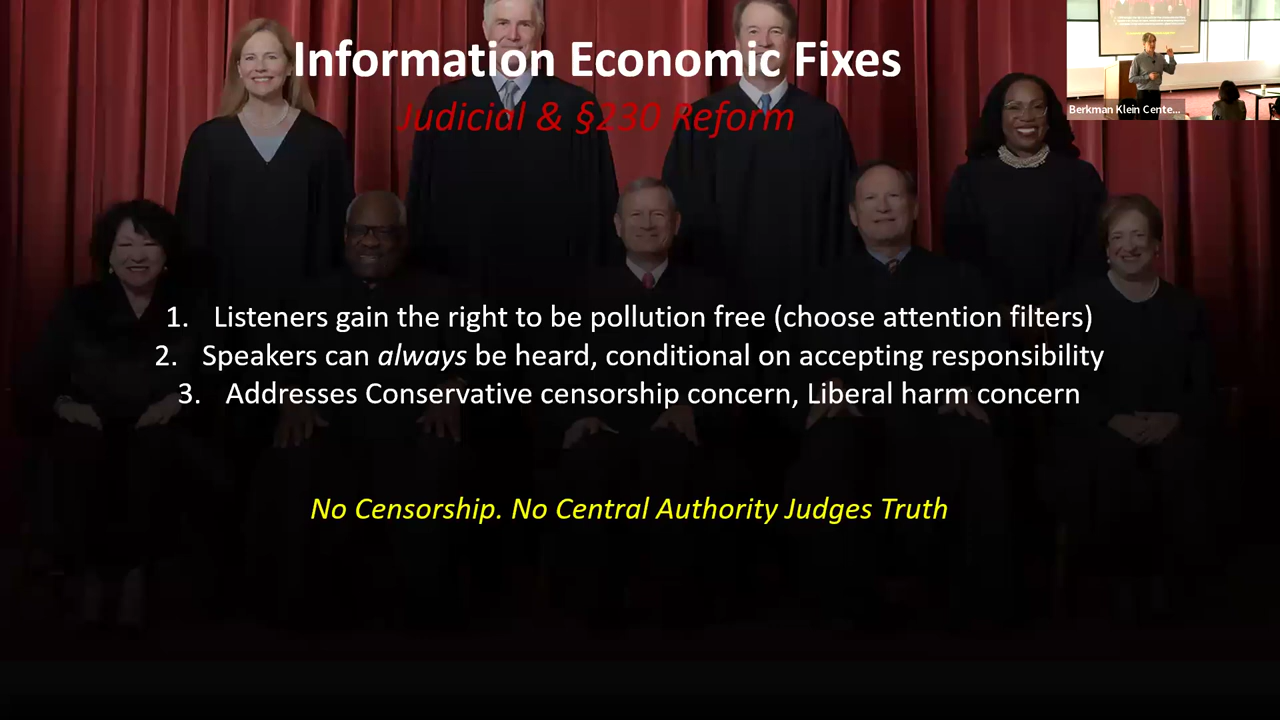 Information Economic Fixes
Judicial & §230 Reform
Berkman Klein Cente...
1. Listeners gain the right to be pollution free (choose attention filters)
2. Speakers can always be heard, conditional on accepting responsibility
3. Addresses Conservative censorship concern, Liberal harm concern
No Censorship. No Central Authority Judges Truth